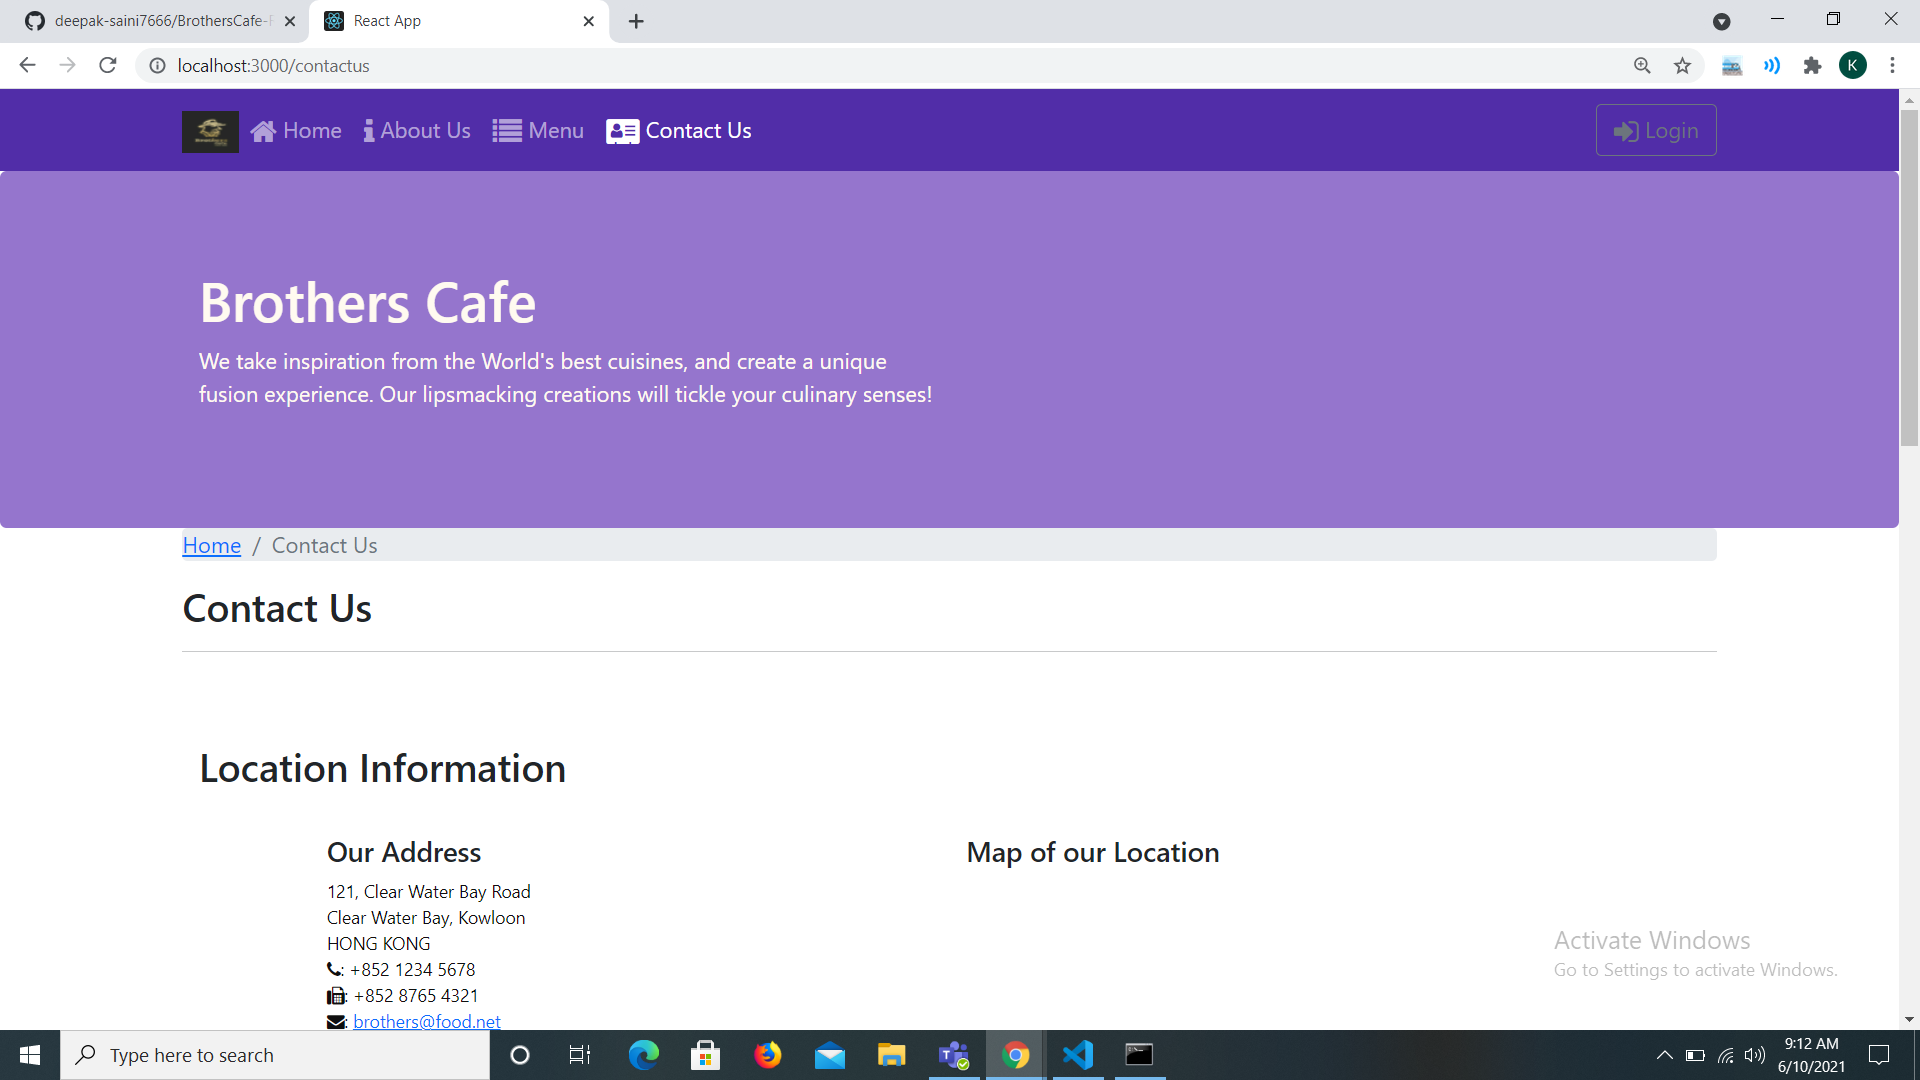 deepak-saini7666/BrothersCafe-
React App
localhost:3000/contactus
K
Home
About Us
Menu
Contact Us
Login
Brothers Cafe
We take inspiration from the World's best cuisines, and create a unique
fusion experience. Our lipsmacking creations will tickle your culinary senses!
Home / Contact Us
Contact Us
Location Information
Our Address
121, Clear Water Bay Road
Clear Water Bay, Kowloon
HONG KONG
: +852 1234 5678
: +852 8765 4321
: brothers@food.net
Map of our Location
Activate Windows
Go to Settings to activate Windows.
Type here to search
9:12 AM
6/10/2021